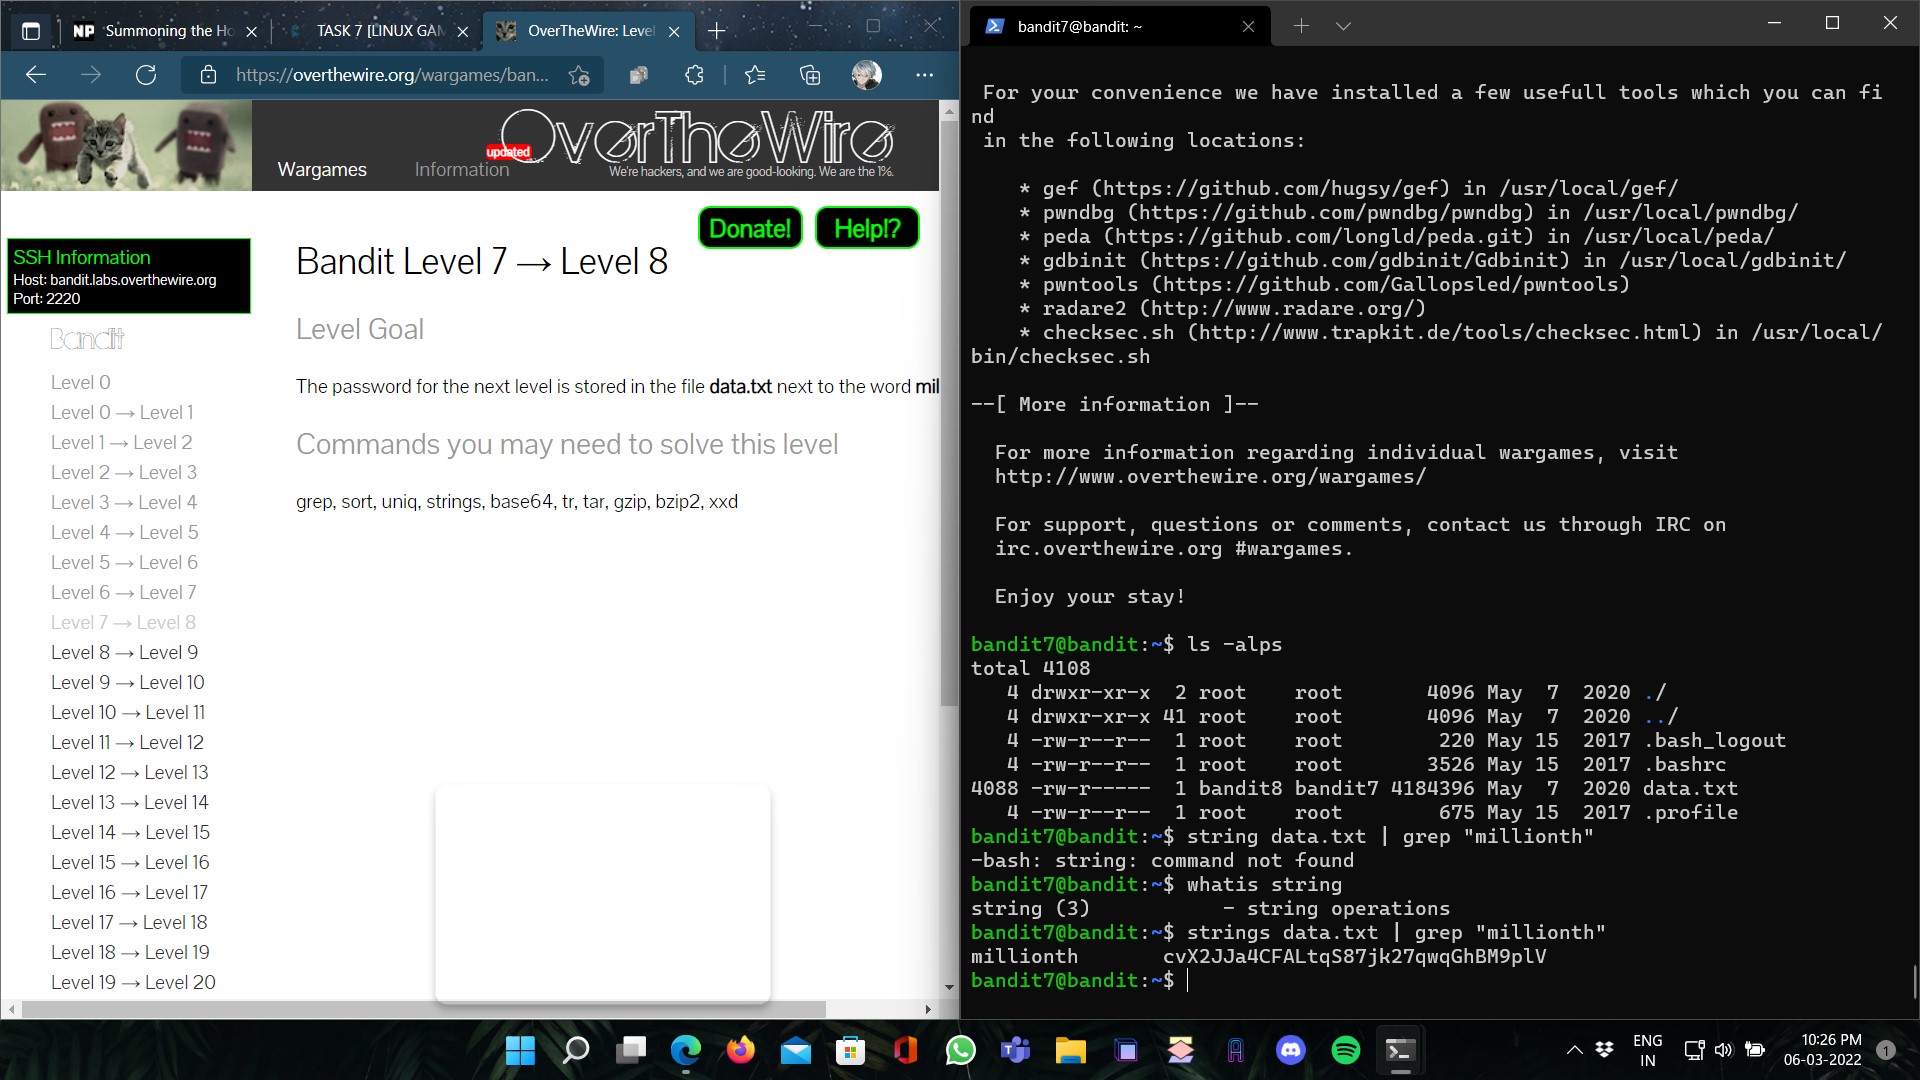 NP Summoning the Ho
TASK 7 [LINUX GAM
OverTheWire: Level
https://overthewire.org/wargames/ban...
OverTheWire
updated
We're hackers, and we are good-looking. We are the 1%.
Wargames
Information
Donate!
Help!?
SSH Information
Host: bandit.labs.overthewire.org
Port: 2220
Bandit
Level 0
Level 0 → Level 1
Level 1 → Level 2
Level 2 → Level 3
Level 3 → Level 4
Level 4 → Level 5
Level 5 → Level 6
Level 6 → Level 7
Level 7 → Level 8
Level 8 → Level 9
Level 9 → Level 10
Level 10 → Level 11
Level 11 → Level 12
Level 12 → Level 13
Level 13 → Level 14
Level 14 → Level 15
Level 15 → Level 16
Level 16 → Level 17
Level 17 → Level 18
Level 18 → Level 19
Level 19 → Level 20
Bandit Level 7 → Level 8
Level Goal
The password for the next level is stored in the file data.txt next to the word mil
Commands you may need to solve this level
grep, sort, uniq, strings, base64, tr, tar, gzip, bzip2, xxd
bandit7@bandit: ~
For your convenience we have installed a few usefull tools which you can fi
nd
in the following locations:
* gef (https://github.com/hugsy/gef) in /usr/local/gef/
* pwndbg (https://github.com/pwndbg/pwndbg) in /usr/local/pwndbg/
* peda (https://github.com/longld/peda.git) in /usr/local/peda/
* gdbinit (https://github.com/gdbinit/Gdbinit) in /usr/local/gdbinit/
* pwntools (https://github.com/Gallopsled/pwntools)
* radare2 (http://www.radare.org/)
* checksec.sh (http://www.trapkit.de/tools/checksec.html) in /usr/local/
bin/checksec.sh
--[ More information ]--
For more information regarding individual wargames, visit
http://www.overthewire.org/wargames/
For support, questions or comments, contact us through IRC on
irc.overthewire.org #wargames.
Enjoy your stay!
bandit7@bandit:~$ ls -alps
total 4108
4 drwxr-xr-x 2 root root 4096 May 7 2020 ./
4 drwxr-xr-x 41 root root 4096 May 7 2020 ../
4 -rw-r--r-- 1 root root 220 May 15 2017 .bash_logout
4 -rw-r--r-- 1 root root 3526 May 15 2017 .bashrc
4088 -rw-r----- 1 bandit8 bandit7 4184396 May 7 2020 data.txt
4 -rw-r--r-- 1 root root 675 May 15 2017 .profile
bandit7@bandit:~$ string data.txt | grep "millionth"
-bash: string: command not found
bandit7@bandit:~$ whatis string
string (3) - string operations
bandit7@bandit:~$ strings data.txt | grep "millionth"
millionth cvX2JJa4CFALtqS87jk27qwqGhBM9plV
bandit7@bandit:~$
ENG
IN
10:26 PM
06-03-2022
1